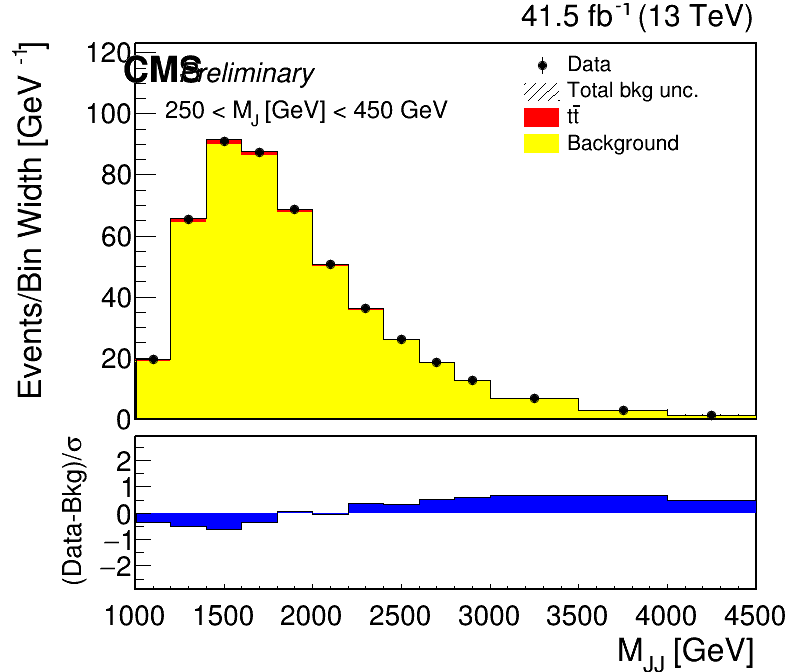 41.5 fb⁻¹ (13 TeV)
CMS Preliminary
250 < M_J [GeV] < 450 GeV
Data
Total bkg unc.
tt̄
Background
Events/Bin Width [GeV⁻¹]
120
100
80
60
40
20
0
(Data-Bkg)/σ
2
1
0
−1
−2
1000 1500 2000 2500 3000 3500 4000 4500
M_JJ [GeV]